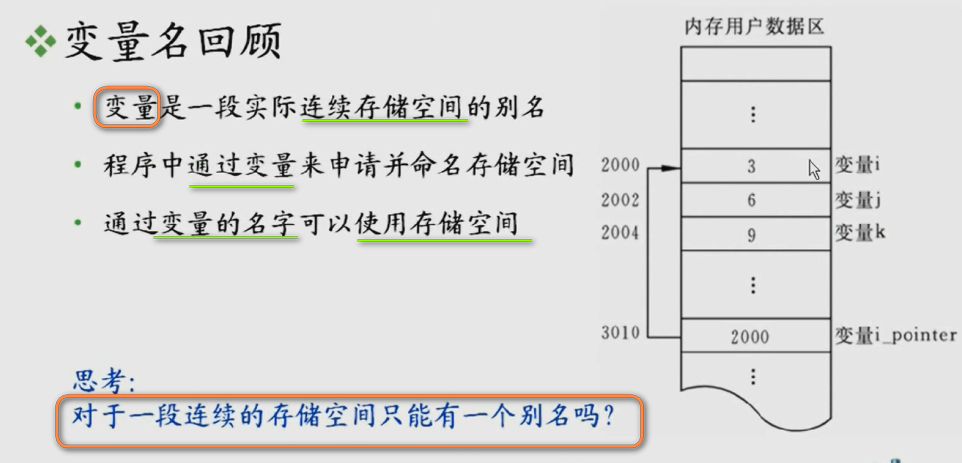 变量名回顾
变量是一段实际连续存储空间的别名
程序中通过变量来申请并命名存储空间
通过变量的名字可以使用存储空间
思考:
对于一段连续的存储空间只能有一个别名吗?
内存用户数据区
⋮
2000 3 变量i
2002 6 变量j
2004 9 变量k
⋮
3010 2000 变量i_pointer
⋮